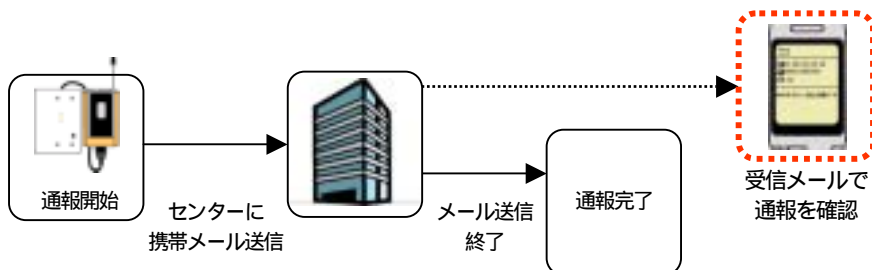 通報開始
センターに
携帯メール送信
メール送信
終了
通報完了
受信メールで
通報を確認